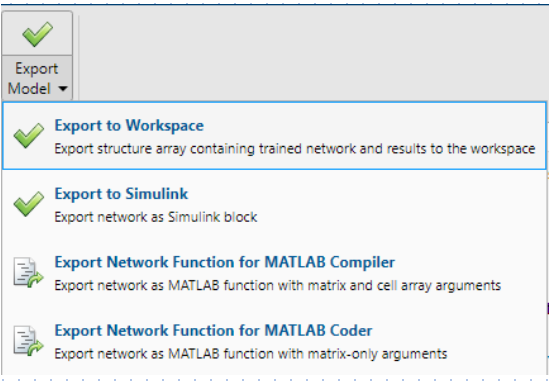 Export
Model
Export to Workspace
Export structure array containing trained network and results to the workspace
Export to Simulink
Export network as Simulink block
Export Network Function for MATLAB Compiler
Export network as MATLAB function with matrix and cell array arguments
Export Network Function for MATLAB Coder
Export network as MATLAB function with matrix-only arguments